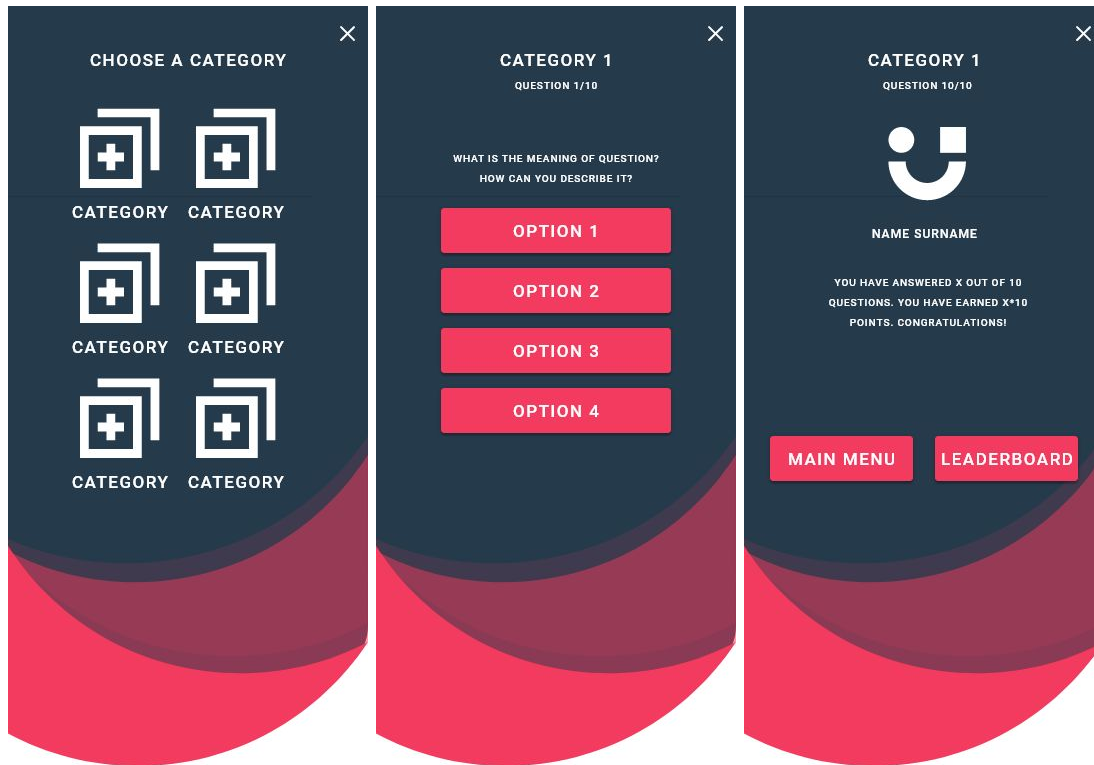 CHOOSE A CATEGORY
CATEGORY CATEGORY
CATEGORY CATEGORY
CATEGORY CATEGORY
CATEGORY 1
QUESTION 1/10
WHAT IS THE MEANING OF QUESTION?
HOW CAN YOU DESCRIBE IT?
OPTION 1
OPTION 2
OPTION 3
OPTION 4
CATEGORY 1
QUESTION 10/10
NAME SURNAME
YOU HAVE ANSWERED X OUT OF 10
QUESTIONS. YOU HAVE EARNED X*10
POINTS. CONGRATULATIONS!
MAIN MENU LEADERBOARD